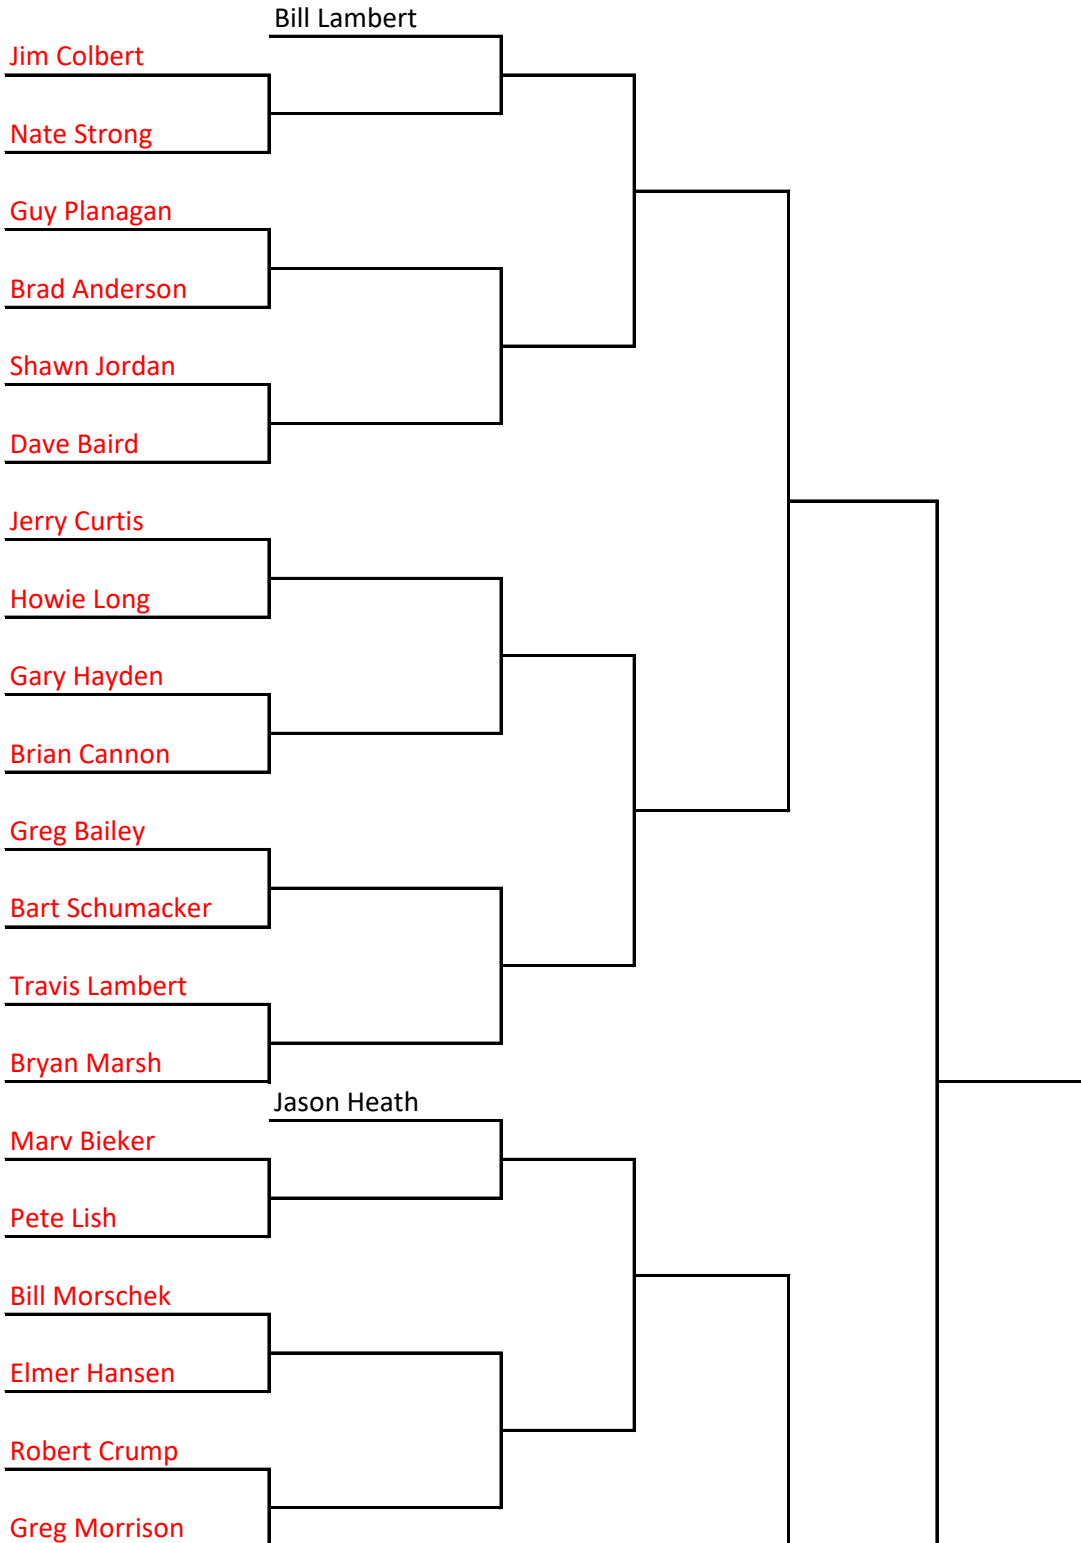 Bill Lambert
Jim Colbert
Nate Strong
Guy Planagan
Brad Anderson
Shawn Jordan
Dave Baird
Jerry Curtis
Howie Long
Gary Hayden
Brian Cannon
Greg Bailey
Bart Schumacker
Travis Lambert
Bryan Marsh
Jason Heath
Marv Bieker
Pete Lish
Bill Morschek
Elmer Hansen
Robert Crump
Greg Morrison